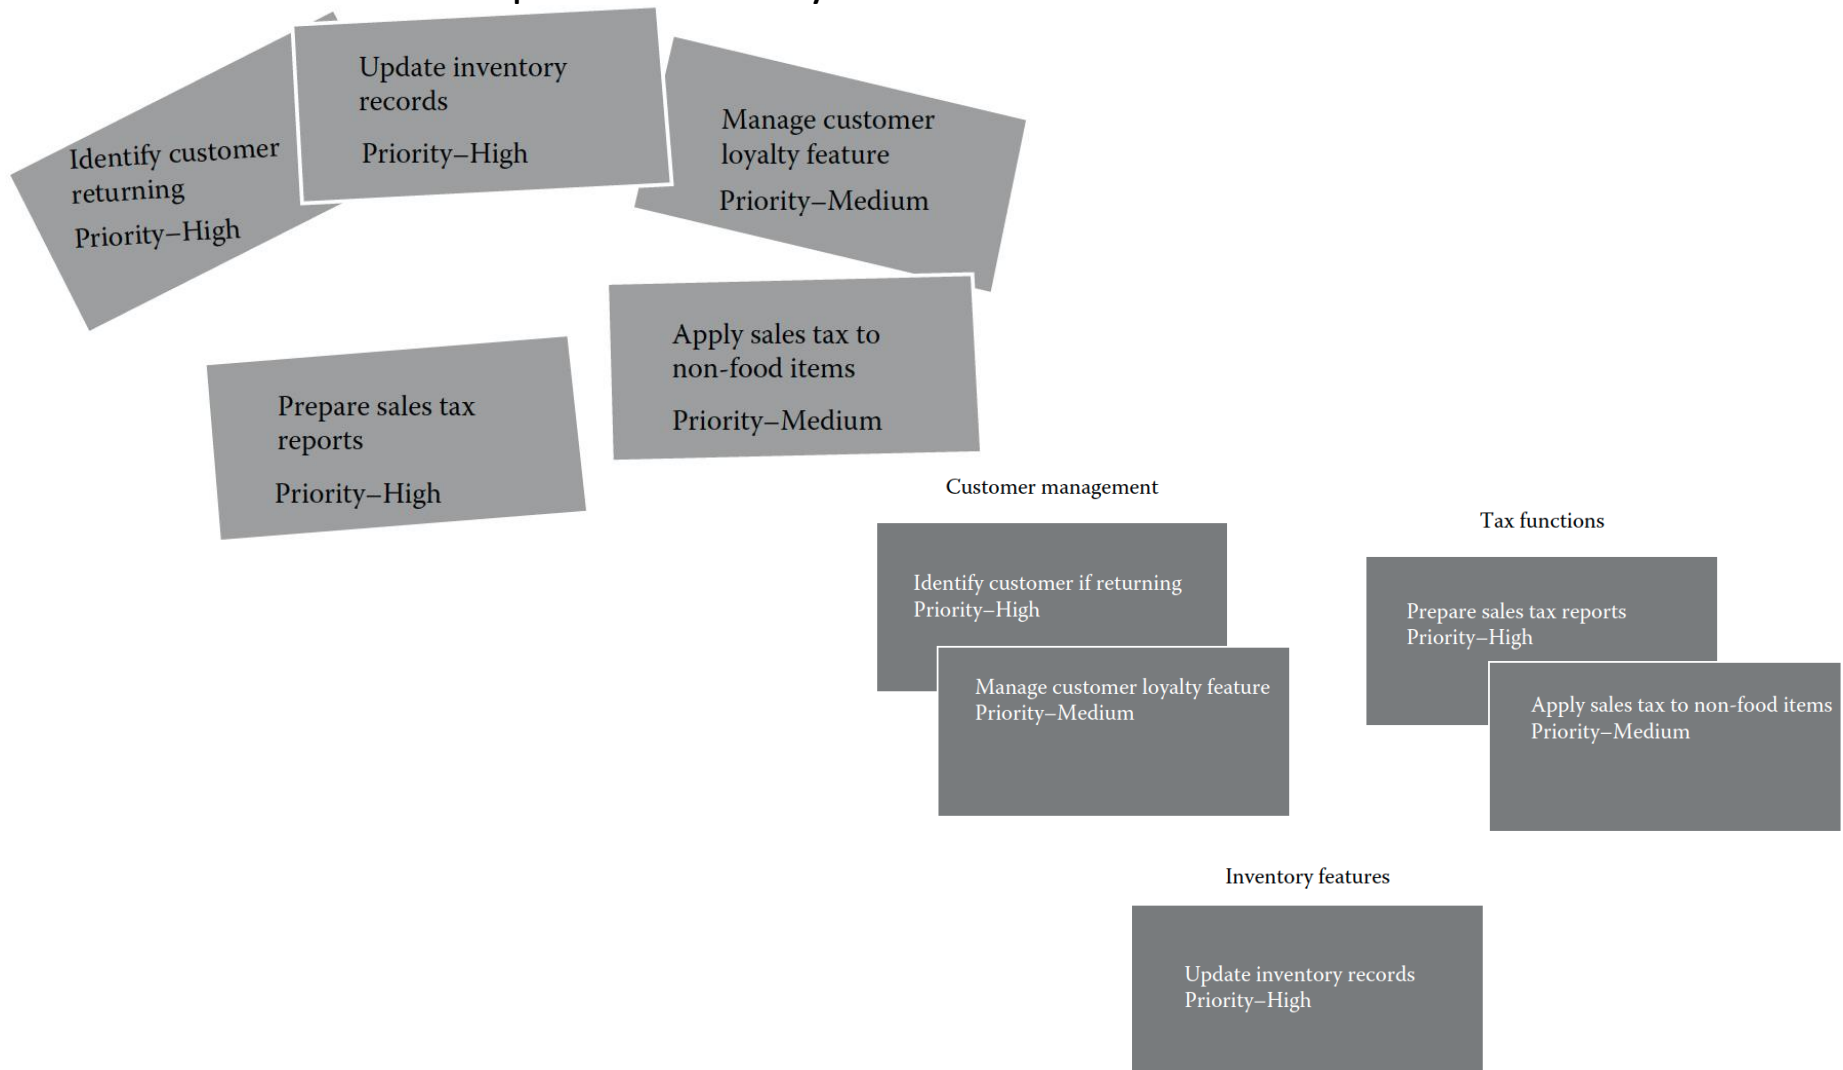 Update inventory
records
Priority–High
Identify customer
returning
Priority–High
Manage customer
loyalty feature
Priority–Medium
Apply sales tax to
non-food items
Priority–Medium
Prepare sales tax
reports
Priority–High
Customer management
Identify customer if returning
Priority–High
Manage customer loyalty feature
Priority–Medium
Tax functions
Prepare sales tax reports
Priority–High
Apply sales tax to non-food items
Priority–Medium
Inventory features
Update inventory records
Priority–High